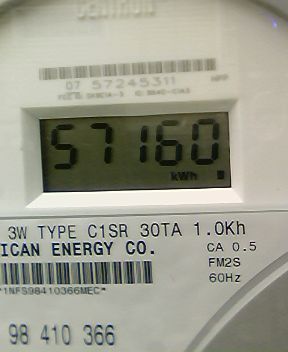 CENTRON
07 57245311
57160
kWh
3W TYPE C1SR 30TA 1.0Kh
ICAN ENERGY CO. CA 0.5
FM2S
60Hz
*1NFS98410366MEC*
98 410 366